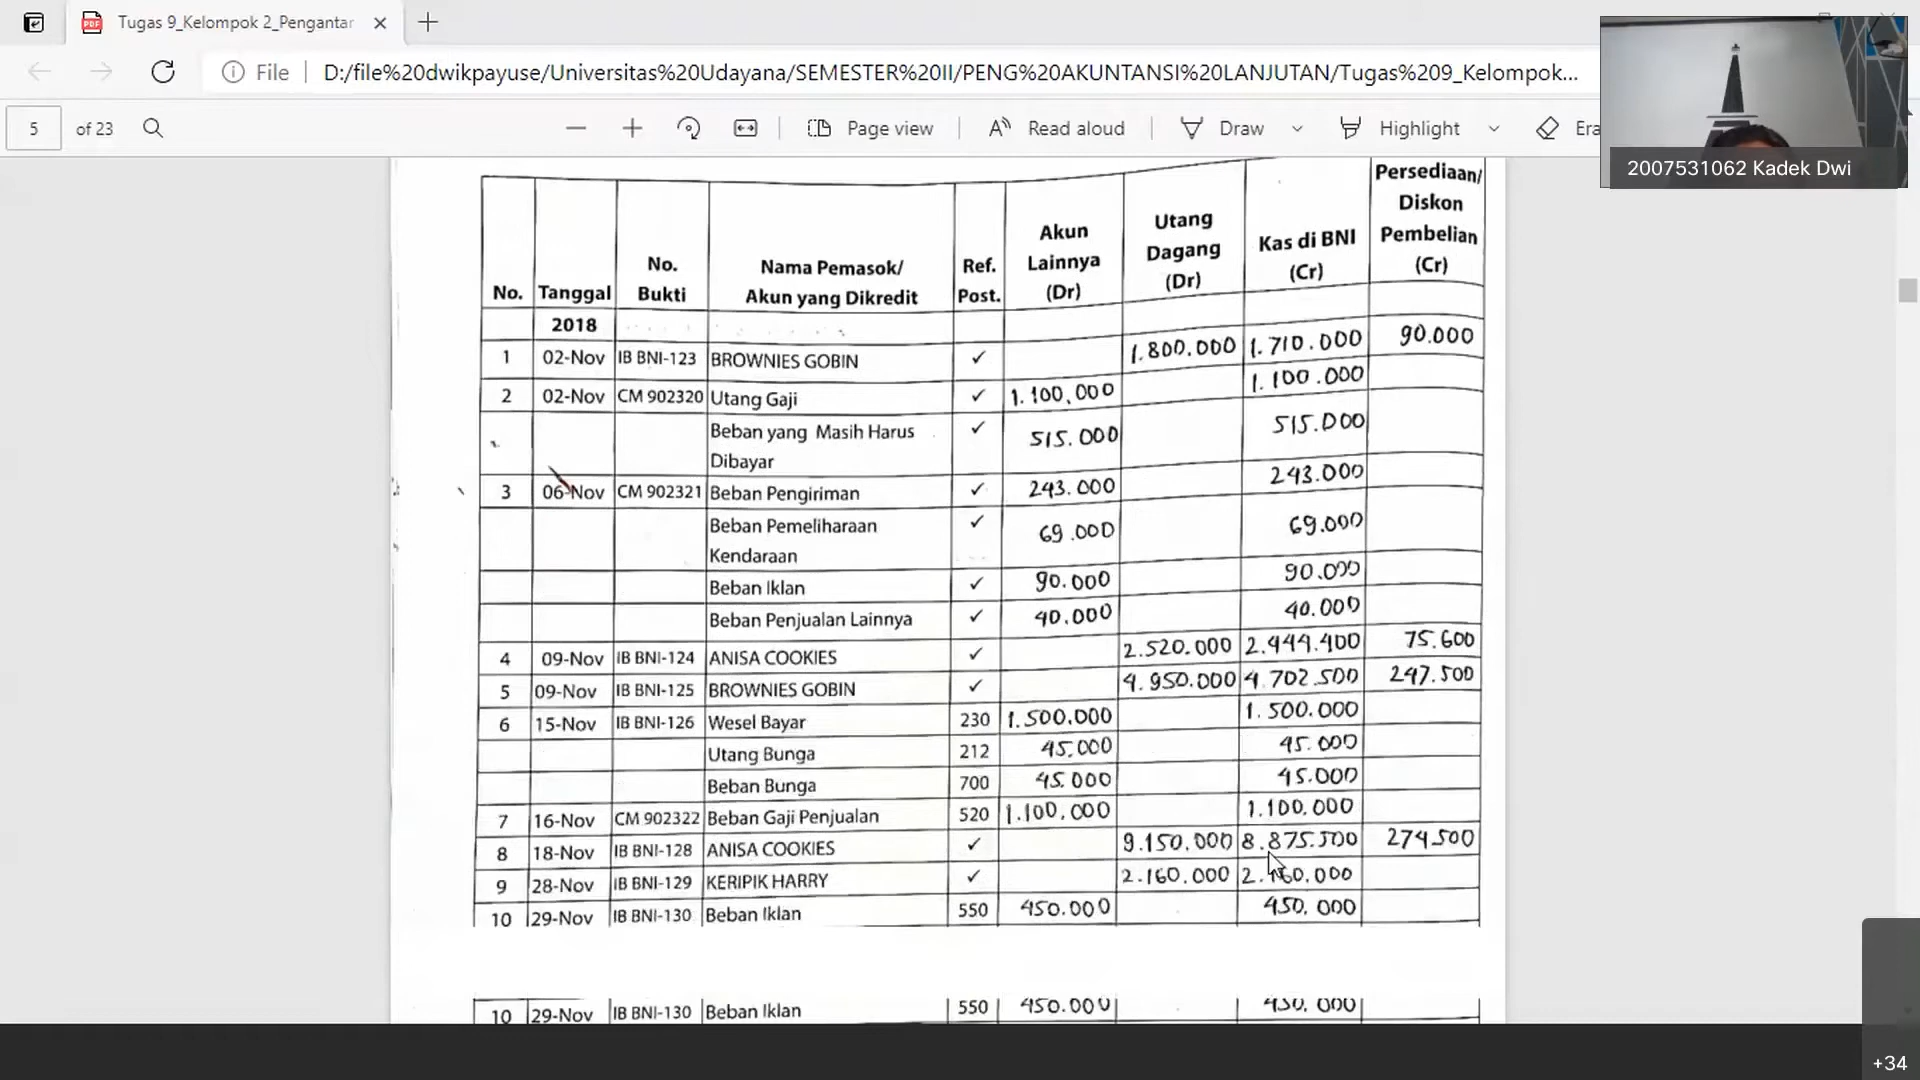 Tugas 9_Kelompok 2_Pengantar
File D:/file%20dwikpayuse/Universitas%20Udayana/SEMESTER%20II/PENG%20AKUNTANSI%20LANJUTAN/Tugas%209_Kelompok...
5 of 23 Page view Read aloud Draw Highlight Era
2007531062 Kadek Dwi
No. Tanggal No. Bukti Nama Pemasok/ Akun yang Dikredit Ref. Post. Akun Lainnya (Dr) Utang Dagang (Dr) Kas di BNI (Cr) Persediaan/ Diskon Pembelian (Cr)
2018
1 02-Nov IB BNI-123 BROWNIES GOBIN ✓ 1.800.000 1.710.000 90.000
2 02-Nov CM 902320 Utang Gaji ✓ 1.100.000 1.100.000
Beban yang Masih Harus Dibayar ✓ 515.000 515.000
3 06-Nov CM 902321 Beban Pengiriman ✓ 243.000 243.000
Beban Pemeliharaan Kendaraan ✓ 69.000 69.000
Beban Iklan ✓ 90.000 90.000
Beban Penjualan Lainnya ✓ 40.000 40.000
4 09-Nov IB BNI-124 ANISA COOKIES ✓ 2.520.000 2.444.400 75.600
5 09-Nov IB BNI-125 BROWNIES GOBIN ✓ 4.950.000 4.702.500 247.500
6 15-Nov IB BNI-126 Wesel Bayar 230 1.500.000 1.500.000
Utang Bunga 212 45.000 45.000
Beban Bunga 700 45.000 45.000
7 16-Nov CM 902322 Beban Gaji Penjualan 520 1.100.000 1.100.000
8 18-Nov IB BNI-128 ANISA COOKIES ✓ 9.150.000 8.875.500 274.500
9 28-Nov IB BNI-129 KERIPIK HARRY ✓ 2.160.000 2.160.000
10 29-Nov IB BNI-130 Beban Iklan 550 450.000 450.000
10 29-Nov IB BNI-130 Beban Iklan 550 450.000 450.000
+34